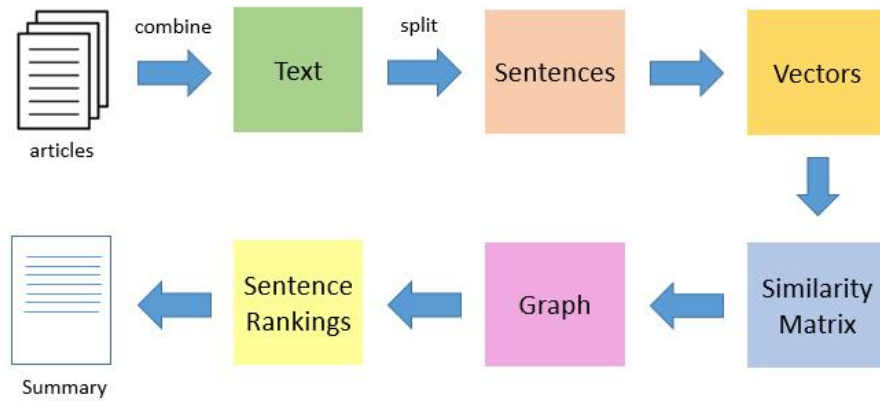 combine
split
Text
Sentences
Vectors
articles
Similarity
Matrix
Graph
Sentence
Rankings
Summary